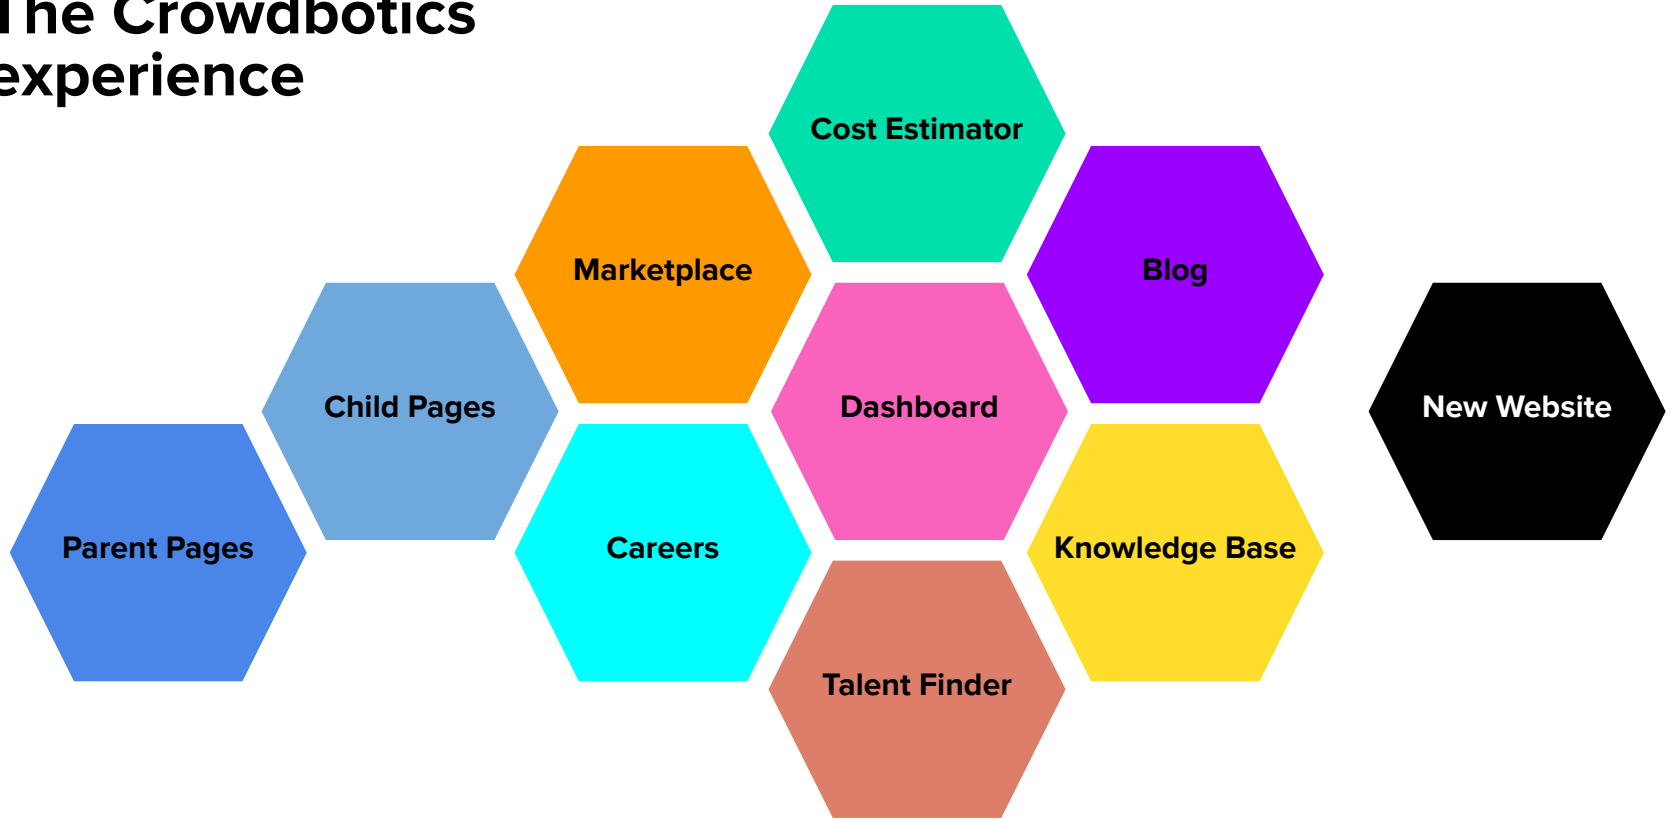 The Crowdbotics
experience
Cost Estimator
Marketplace
Blog
Child Pages
Dashboard
New Website
Parent Pages
Careers
Knowledge Base
Talent Finder